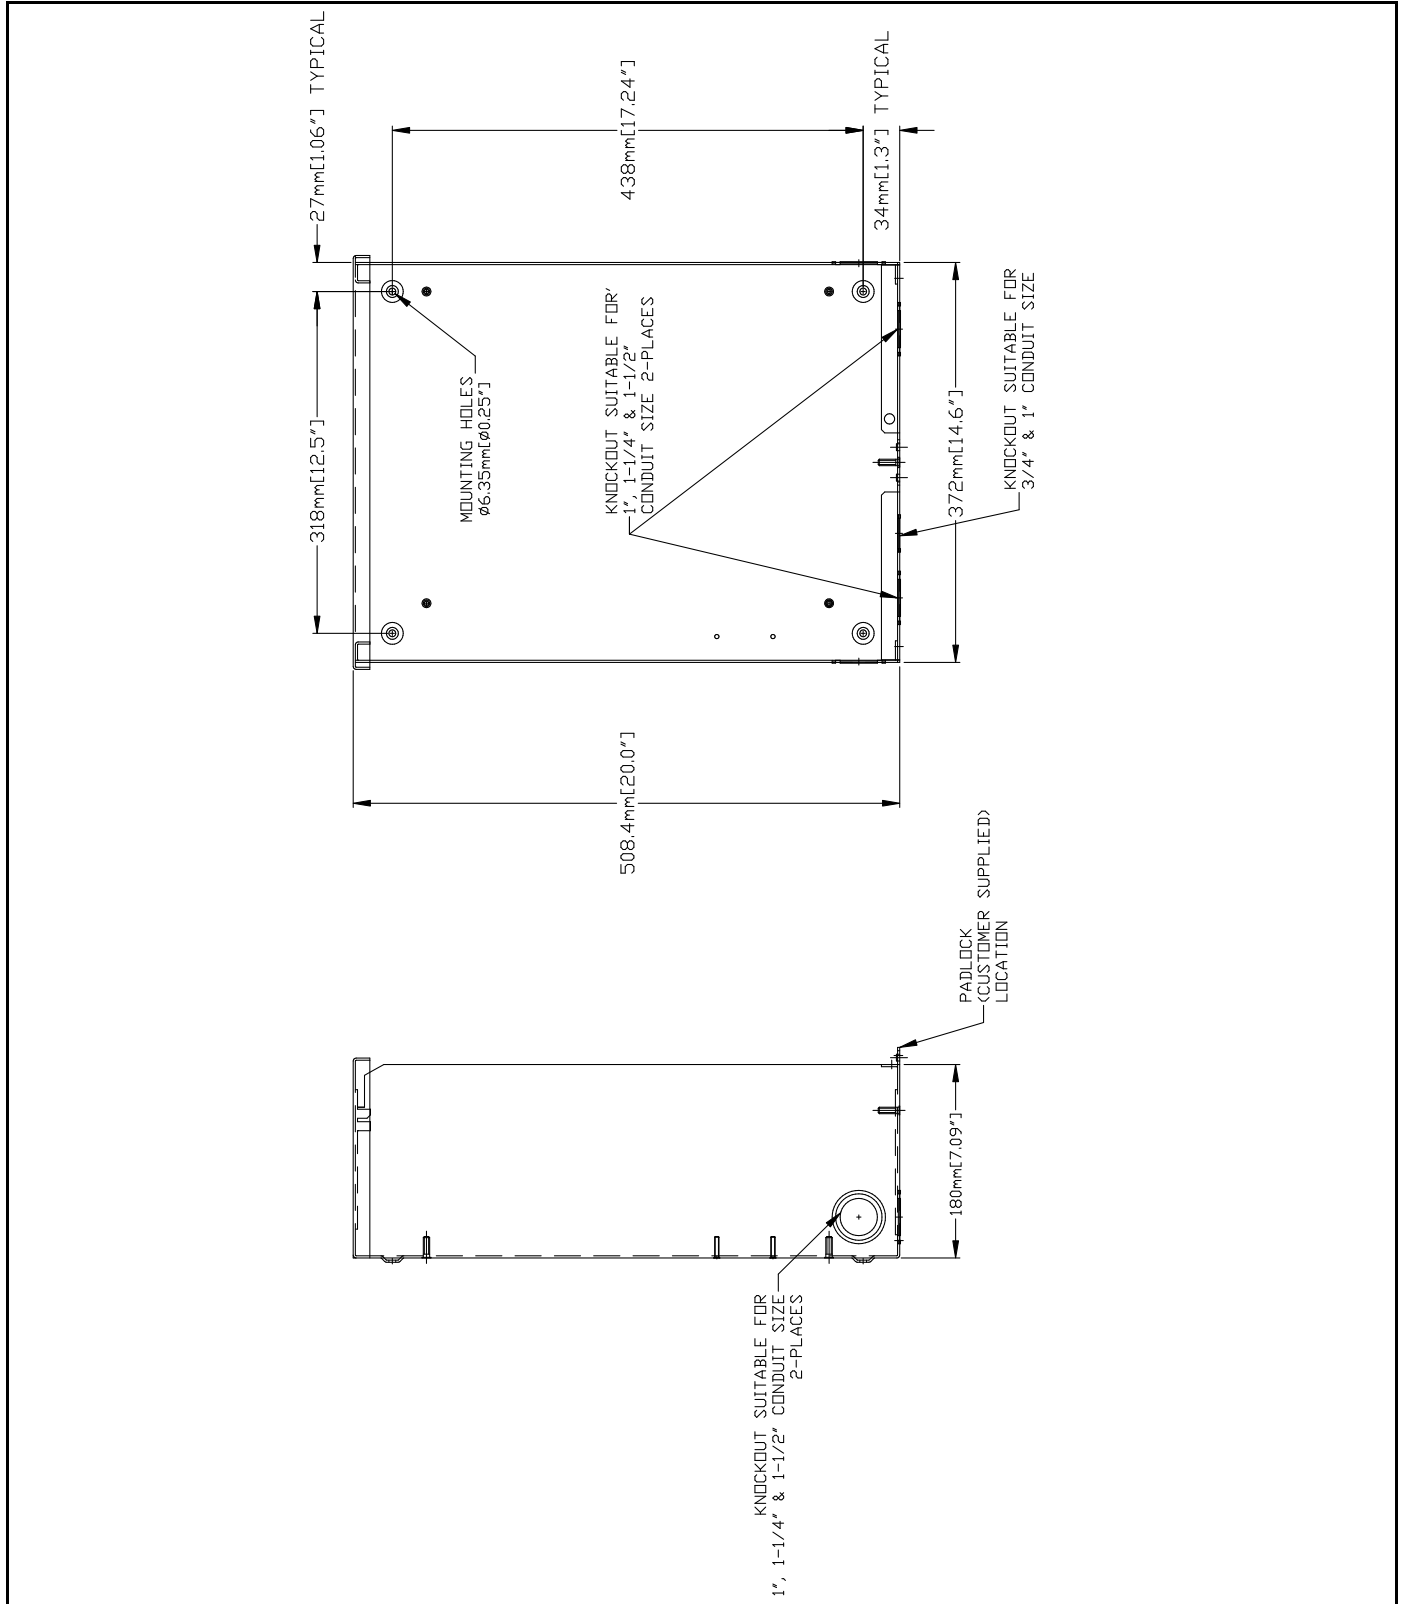 27mm[1.06"] TYPICAL
318mm[12.5"]
438mm[17.24"]
34mm[1.3"] TYPICAL
MOUNTING HOLES
ø6.35mm[ø0.25"]
KNOCKOUT SUITABLE FOR'
1", 1-1/4" & 1-1/2"
CONDUIT SIZE 2-PLACES
372mm[14.6"]
KNOCKOUT SUITABLE FOR
3/4" & 1" CONDUIT SIZE
508.4mm[20.0"]
PADLOCK
(CUSTOMER SUPPLIED)
LOCATION
180mm[7.09"]
KNOCKOUT SUITABLE FOR
1", 1-1/4" & 1-1/2" CONDUIT SIZE
2-PLACES